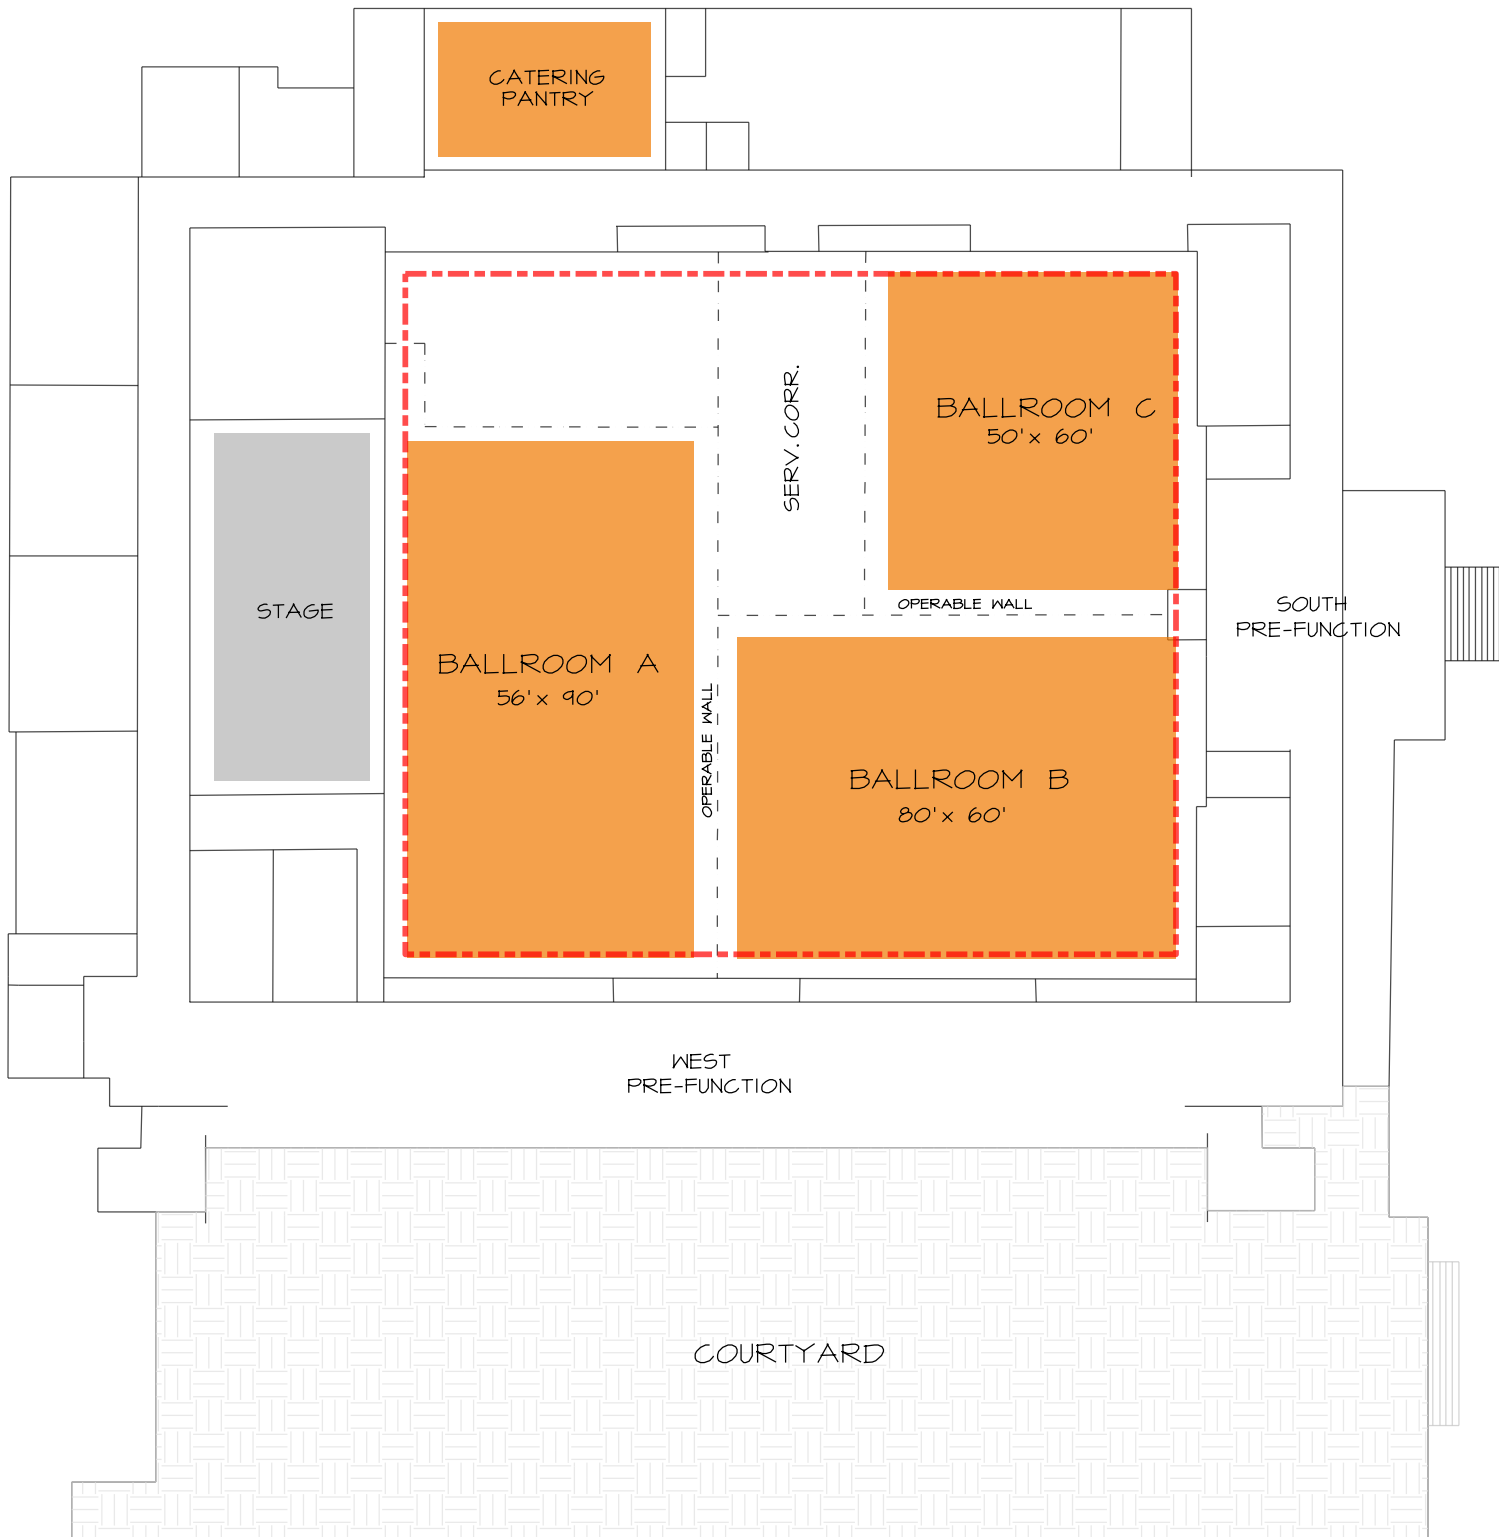 CATERING
PANTRY
BALLROOM C
50'x 60'
SERV. CORR.
OPERABLE WALL
STAGE
SOUTH
PRE-FUNCTION
BALLROOM A
56'x 90'
OPERABLE WALL
BALLROOM B
80'x 60'
WEST
PRE-FUNCTION
COURTYARD